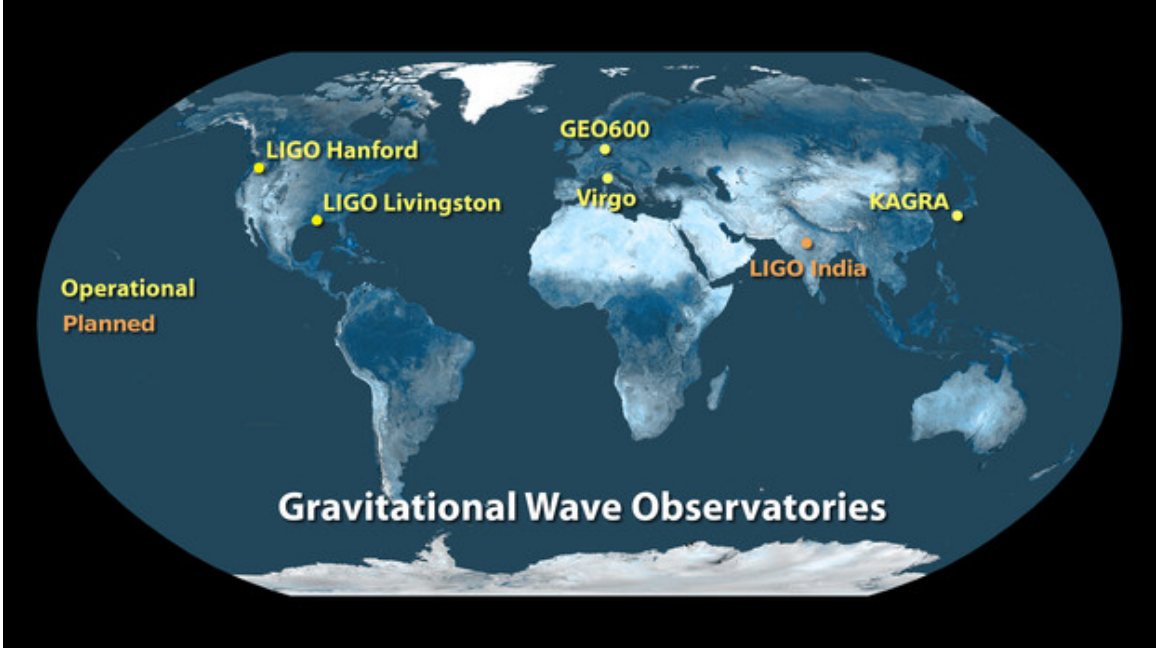 GEO600
LIGO Hanford
Virgo
LIGO Livingston
KAGRA
LIGO India
Operational
Planned
Gravitational Wave Observatories